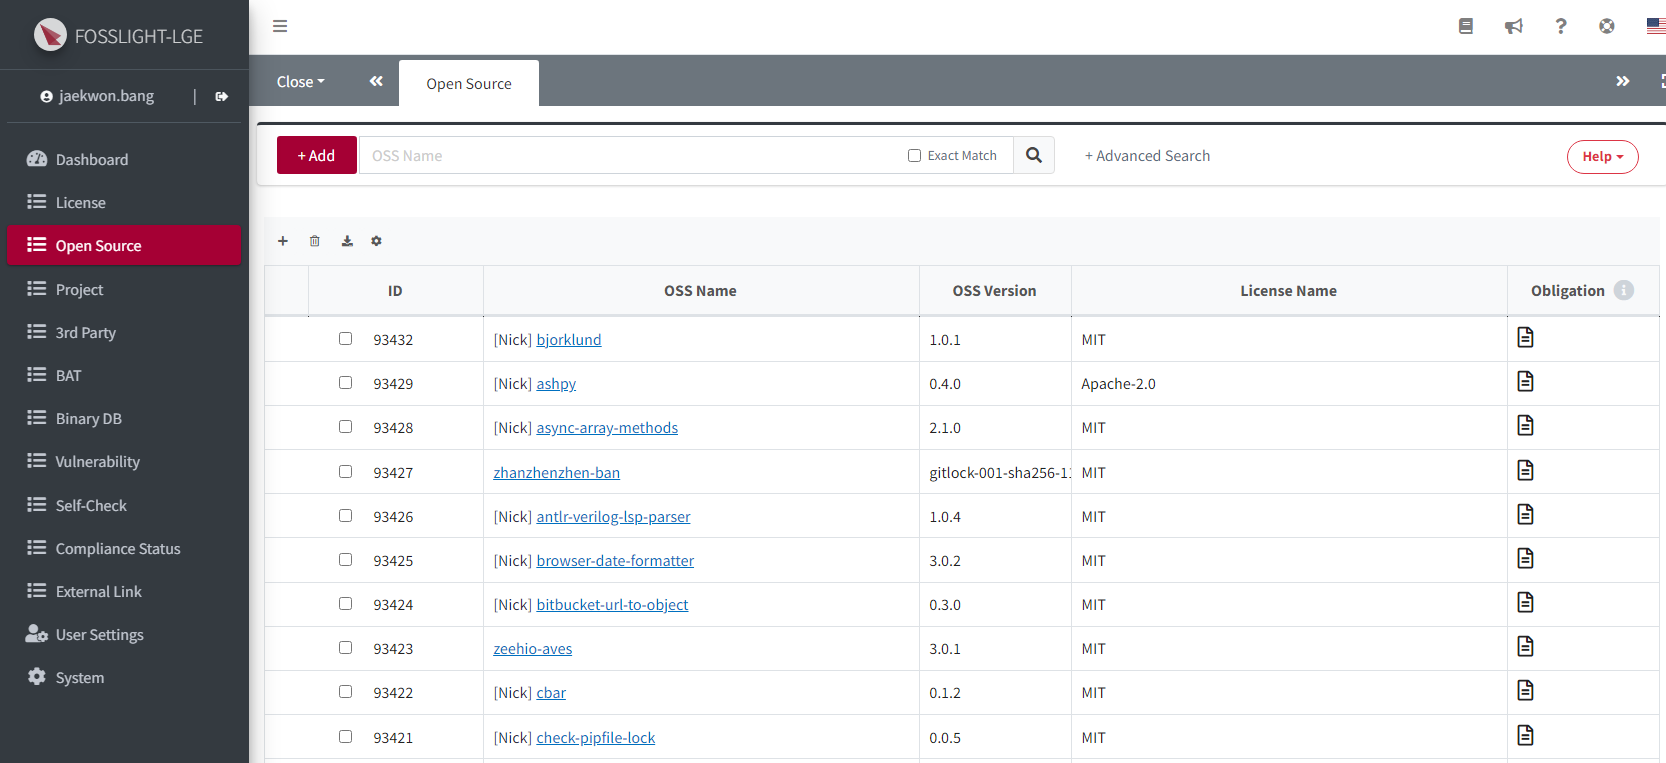 FOSSLIGHT-LGE
jaekwon.bang |
Dashboard
License
Open Source
Project
3rd Party
BAT
Binary DB
Vulnerability
Self-Check
Compliance Status
External Link
User Settings
System
Close
Open Source
+ Add
OSS Name
Exact Match
+ Advanced Search
Help
ID OSS Name OSS Version License Name Obligation
93432 [Nick] bjorklund 1.0.1 MIT
93429 [Nick] ashpy 0.4.0 Apache-2.0
93428 [Nick] async-array-methods 2.1.0 MIT
93427 zhanzhenzhen-ban gitlock-001-sha256-11 MIT
93426 [Nick] antlr-verilog-lsp-parser 1.0.4 MIT
93425 [Nick] browser-date-formatter 3.0.2 MIT
93424 [Nick] bitbucket-url-to-object 0.3.0 MIT
93423 zeehio-aves 3.0.1 MIT
93422 [Nick] cbar 0.1.2 MIT
93421 [Nick] check-pipfile-lock 0.0.5 MIT